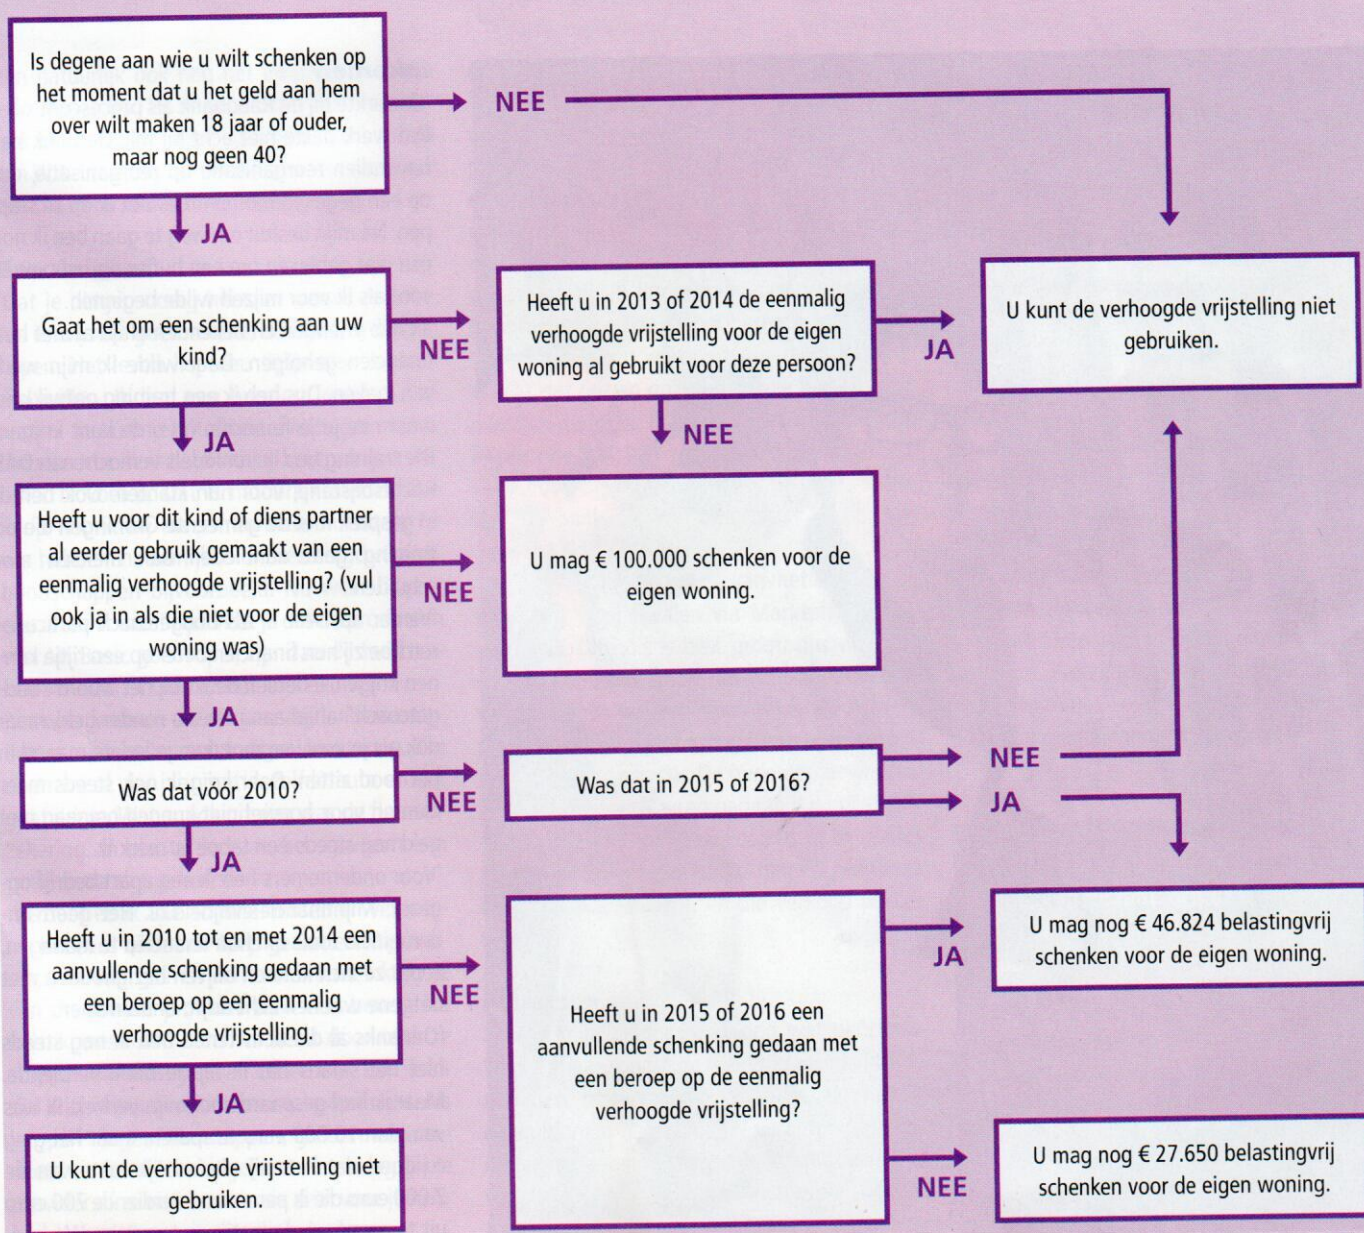 Is degene aan wie u wilt schenken op
het moment dat u het geld aan hem
over wilt maken 18 jaar of ouder,
maar nog geen 40?
NEE
JA
Gaat het om een schenking aan uw
kind?
NEE
Heeft u in 2013 of 2014 de eenmalig
verhoogde vrijstelling voor de eigen
woning al gebruikt voor deze persoon?
JA
U kunt de verhoogde vrijstelling niet
gebruiken.
JA
NEE
Heeft u voor dit kind of diens partner
al eerder gebruik gemaakt van een
eenmalig verhoogde vrijstelling? (vul
ook ja in als die niet voor de eigen
woning was)
NEE
U mag € 100.000 schenken voor de
eigen woning.
JA
Was dat vóór 2010?
NEE
Was dat in 2015 of 2016?
NEE
JA
JA
Heeft u in 2010 tot en met 2014 een
aanvullende schenking gedaan met
een beroep op een eenmalig
verhoogde vrijstelling.
NEE
Heeft u in 2015 of 2016 een
aanvullende schenking gedaan met
een beroep op de eenmalig
verhoogde vrijstelling?
JA
U mag nog € 46.824 belastingvrij
schenken voor de eigen woning.
JA
U kunt de verhoogde vrijstelling niet
gebruiken.
NEE
U mag nog € 27.650 belastingvrij
schenken voor de eigen woning.